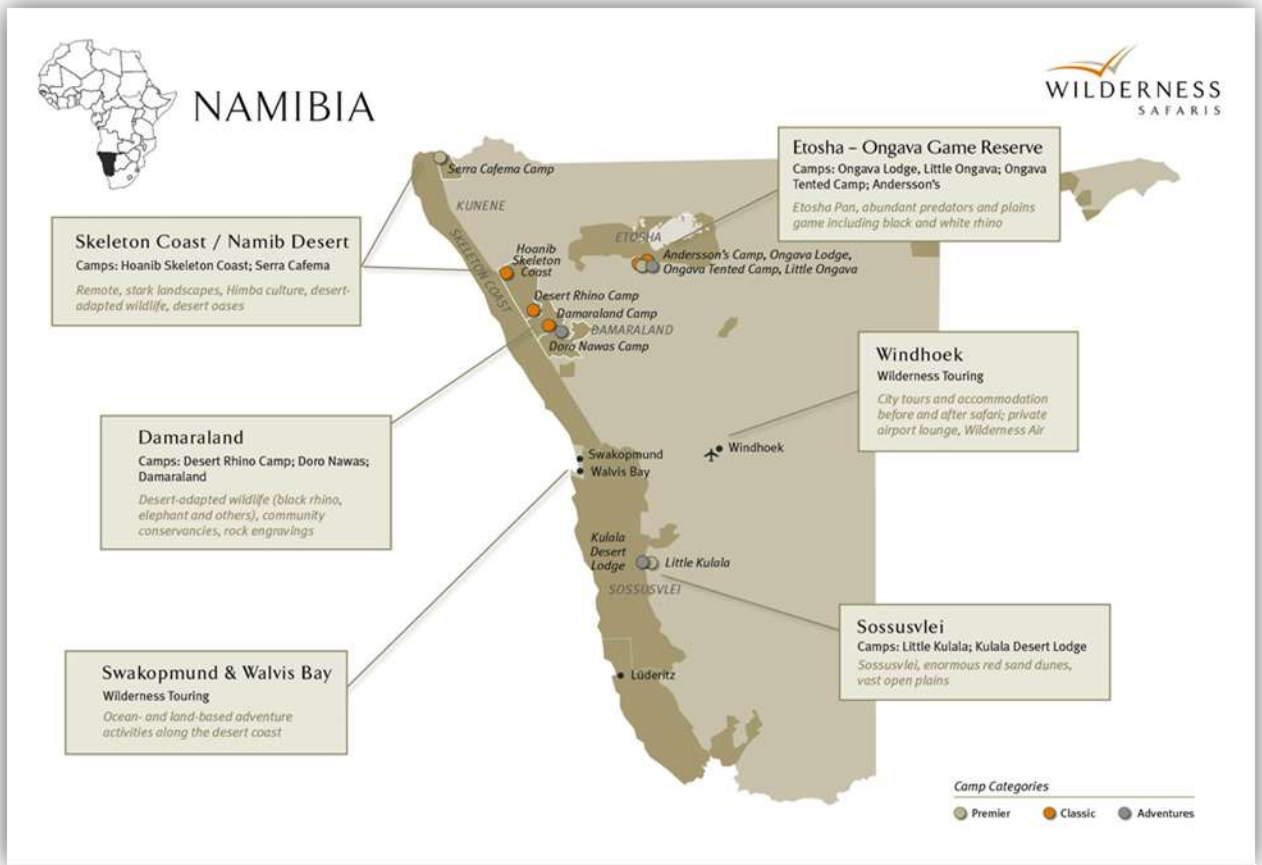 NAMIBIA
WILDERNESS
SAFARIS
Etosha – Ongava Game Reserve
Camps: Ongava Lodge, Little Ongava; Ongava
Tented Camp; Andersson's
Etosha Pan, abundant predators and plains
game including black and white rhino
Serra Cafema Camp
KUNENE
SKELETON COAST
ETOSHA
Skeleton Coast / Namib Desert
Camps: Hoanib Skeleton Coast; Serra Cafema
Remote, stark landscapes, Himba culture, desert-
adapted wildlife, desert oases
Hoanib
Skeleton
Coast
Andersson's Camp, Ongava Lodge,
Ongava Tented Camp, Little Ongava
Desert Rhino Camp
Damaraland Camp
DAMARALAND
Doro Nawas Camp
Windhoek
Wilderness Touring
City tours and accommodation
before and after safari; private
airport lounge, Wilderness Air
Damaraland
Camps: Desert Rhino Camp; Doro Nawas;
Damaraland
Desert-adapted wildlife (black rhino,
elephant and others), community
conservancies, rock engravings
Swakopmund
Walvis Bay
Windhoek
Kulala
Desert
Lodge
Little Kulala
SOSSUSVLEI
Sossusvlei
Camps: Little Kulala; Kulala Desert Lodge
Sossusvlei, enormous red sand dunes,
vast open plains
Swakopmund & Walvis Bay
Wilderness Touring
Ocean- and land-based adventure
activities along the desert coast
Lüderitz
Camp Categories
Premier
Classic
Adventures